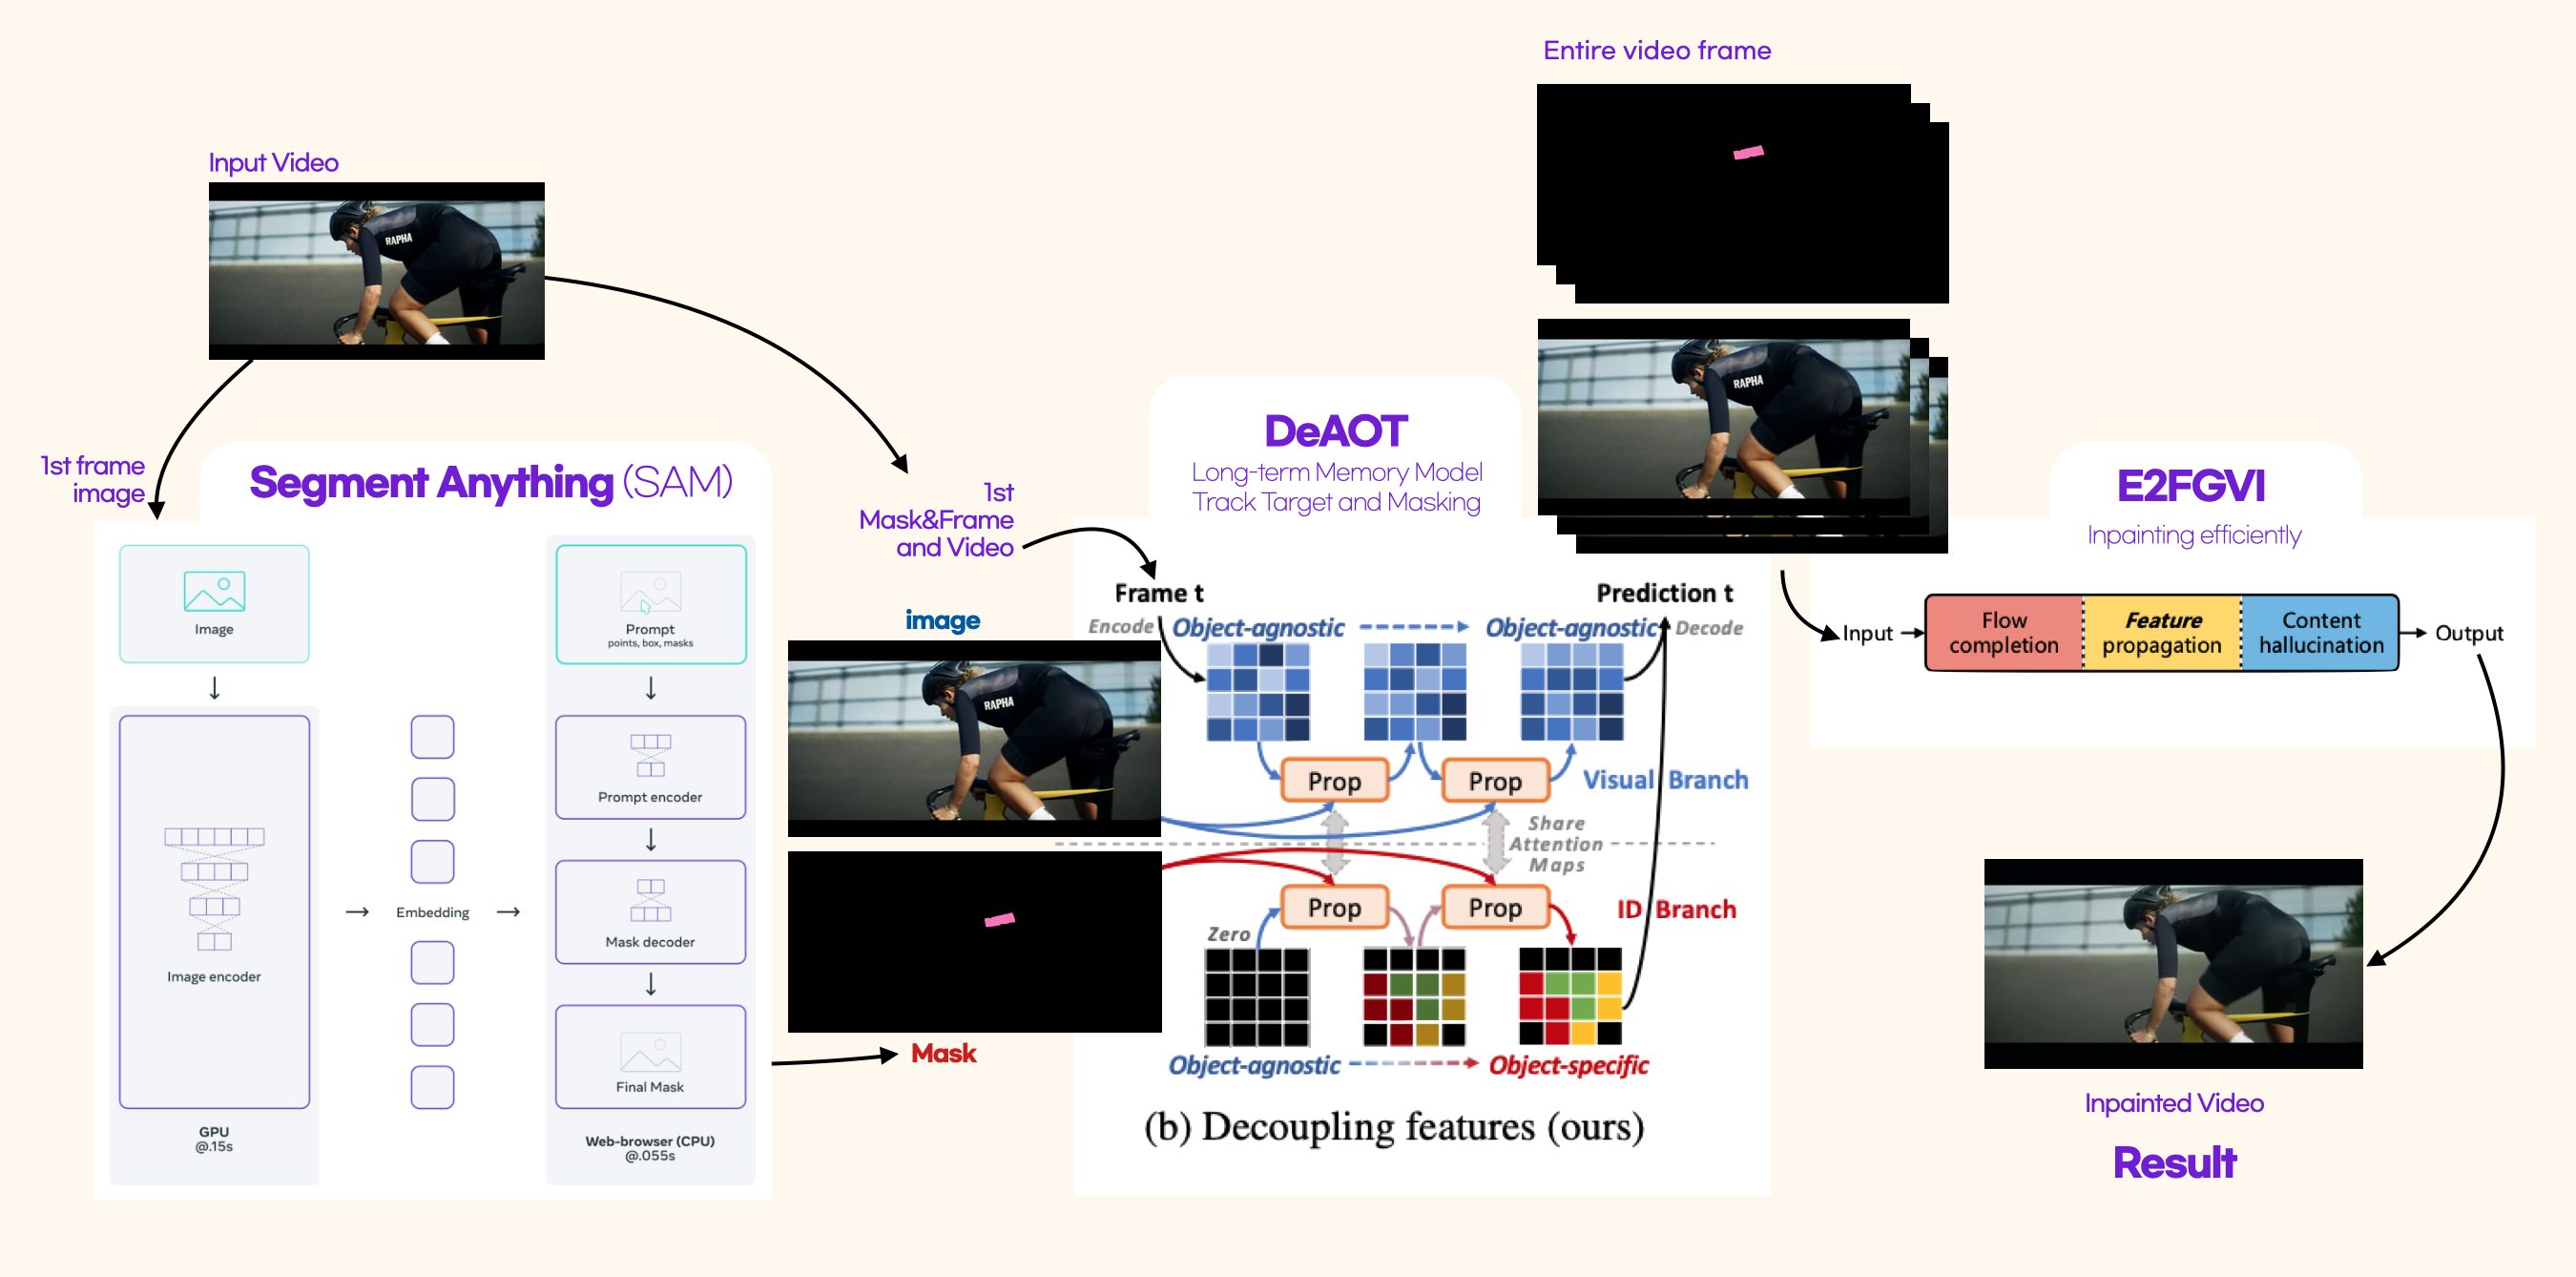 Entire video frame
Input Video
RAPHA
1st frame
image
Segment Anything (SAM)
Image
Prompt
points, box, masks
Prompt encoder
Mask decoder
Image encoder
Embedding
Final Mask
GPU
@.15s
Web-browser (CPU)
@.055s
1st
Mask&Frame
and Video
image
RAPHA
Mask
DeAOT
Long-term Memory Model
Track Target and Masking
RAPHA
Frame t
Prediction t
Encode
Object-agnostic
Object-agnostic
Decode
Prop
Prop
Visual Branch
Share
Attention
Maps
Prop
Prop
ID Branch
Zero
Object-agnostic
Object-specific
(b) Decoupling features (ours)
E2FGVI
Inpainting efficiently
Input
Flow
completion
Feature
propagation
Content
hallucination
Output
Inpainted Video
Result